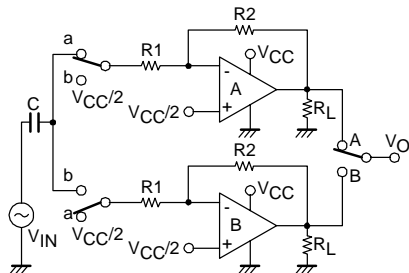 R2
a
R1
VCC
-
A
b
VCC/2
+
C
VCC/2
RL
A
VO
R2
B
b
R1
VCC
-
a
B
VIN
VCC/2
+
VCC/2
RL